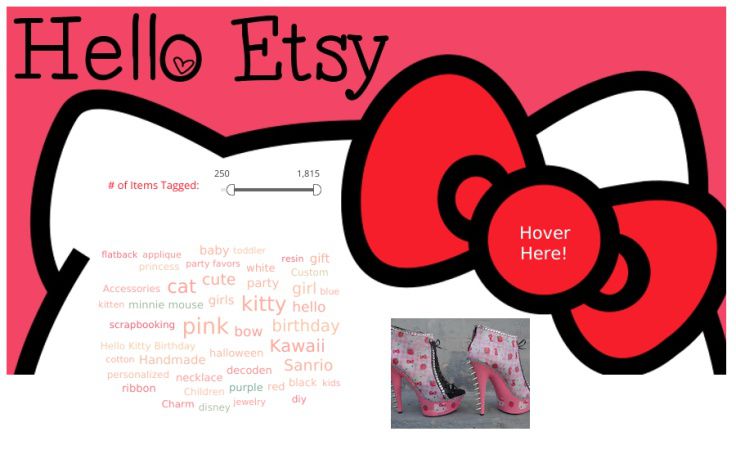 Hello Etsy
# of Items Tagged:
250 1,815
Hover
Here!
baby toddler
flatback applique
resin gift
princess party favors white Custom
cat cute party girl blue
Accessories
kitten minnie mouse girls kitty hello
scrapbooking pink bow birthday
Hello Kitty Birthday Kawaii
cotton Handmade halloween
Sanrio
personalized necklace decoden
ribbon Children purple red black kids
Charm disney jewelry diy